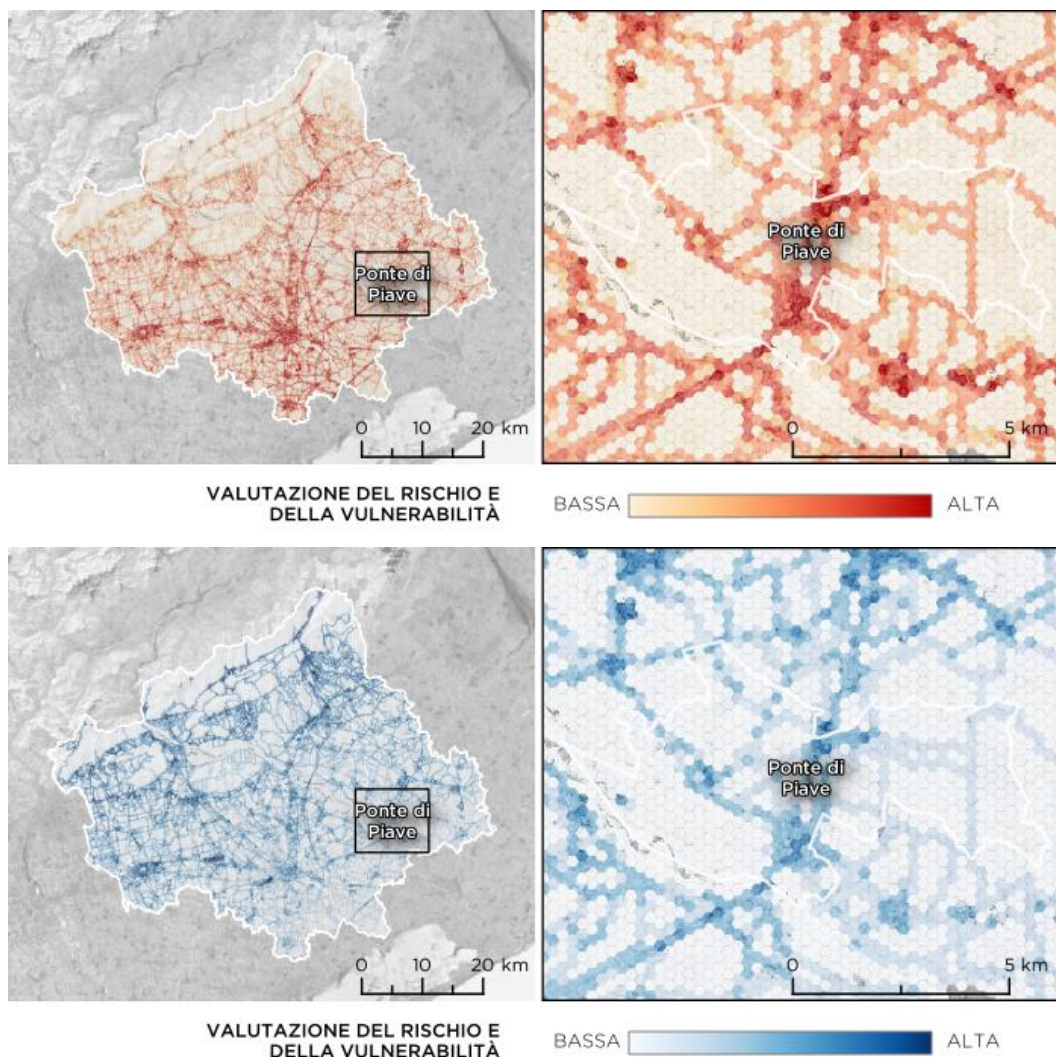 Ponte di
Piave
0 10 20 km
Ponte di
Piave
0 5 km
VALUTAZIONE DEL RISCHIO E
DELLA VULNERABILITÀ
BASSA ALTA
Ponte di
Piave
0 10 20 km
Ponte di
Piave
0 5 km
VALUTAZIONE DEL RISCHIO E
DELLA VULNERABILITÀ
BASSA ALTA